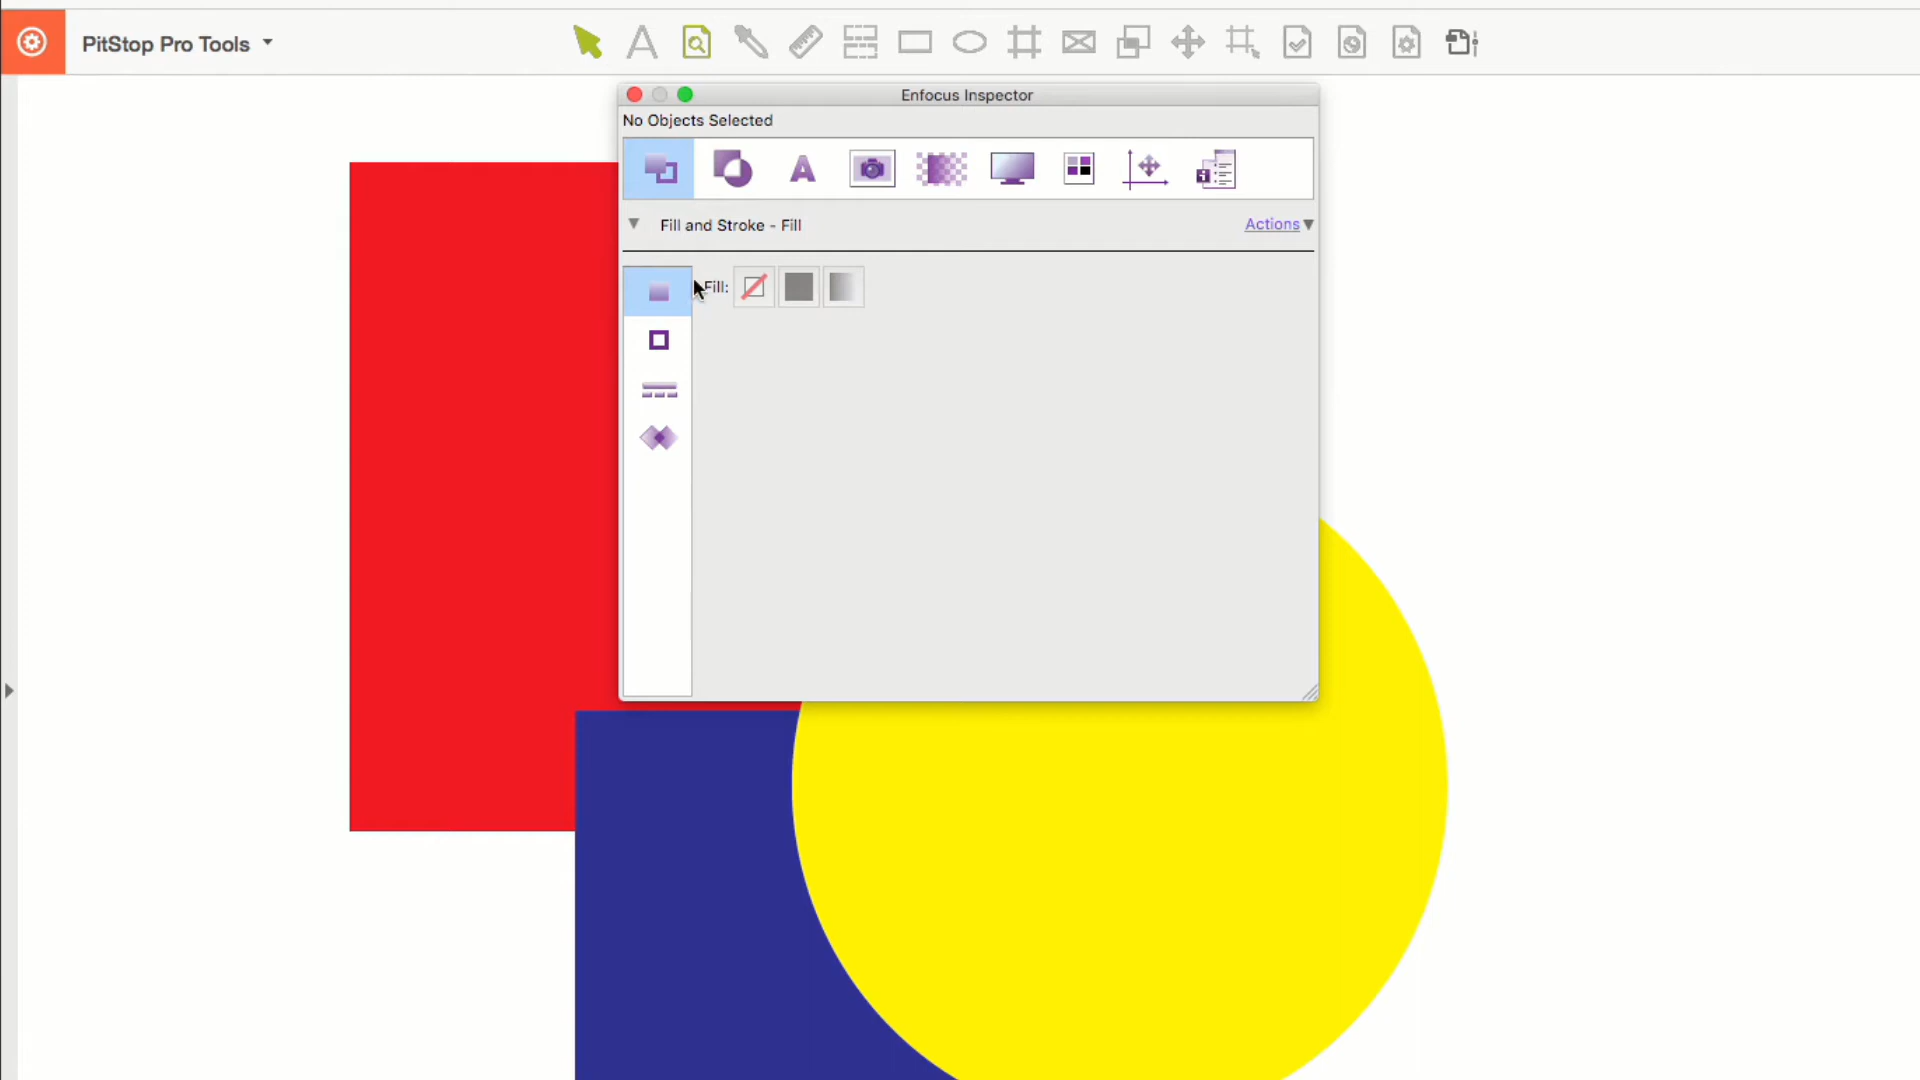 PitStop Pro Tools
Enfocus Inspector
No Objects Selected
Fill and Stroke - Fill
Actions
Fill: